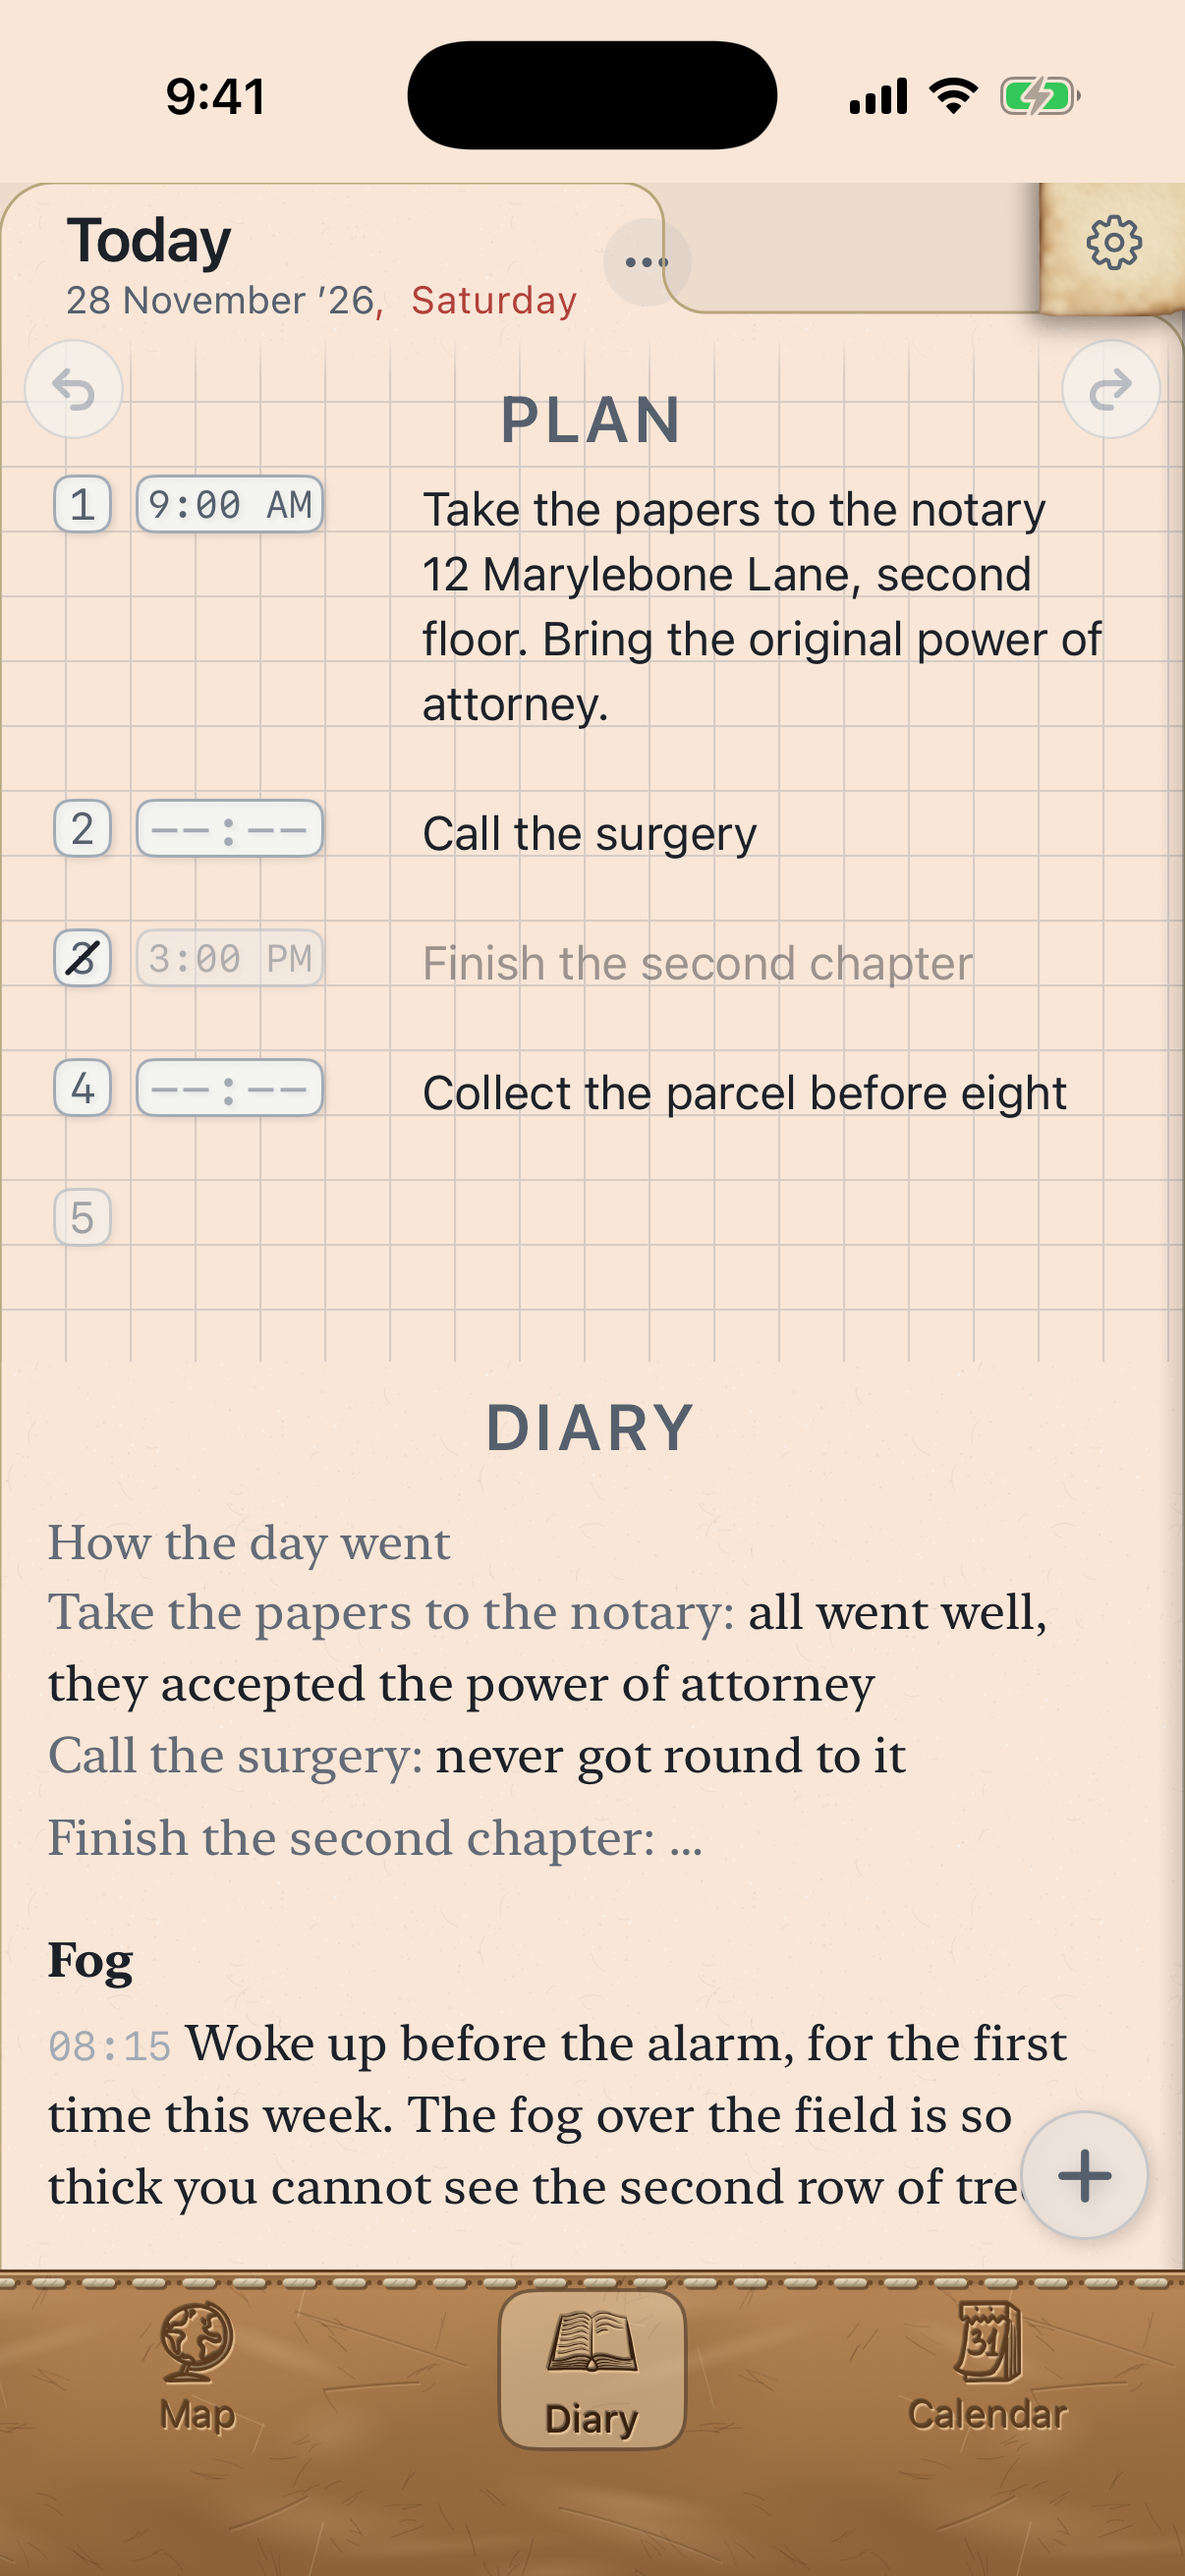 9:41
Today
28 November ’26, Saturday
PLAN
1 9:00 AM Take the papers to the notary
12 Marylebone Lane, second
floor. Bring the original power of
attorney.
2 --:-- Call the surgery
3 3:00 PM Finish the second chapter
4 --:-- Collect the parcel before eight
5
DIARY
How the day went
Take the papers to the notary: all went well,
they accepted the power of attorney
Call the surgery: never got round to it
Finish the second chapter: ...
Fog
08:15 Woke up before the alarm, for the first
time this week. The fog over the field is so
thick you cannot see the second row of
31
Map Diary Calendar